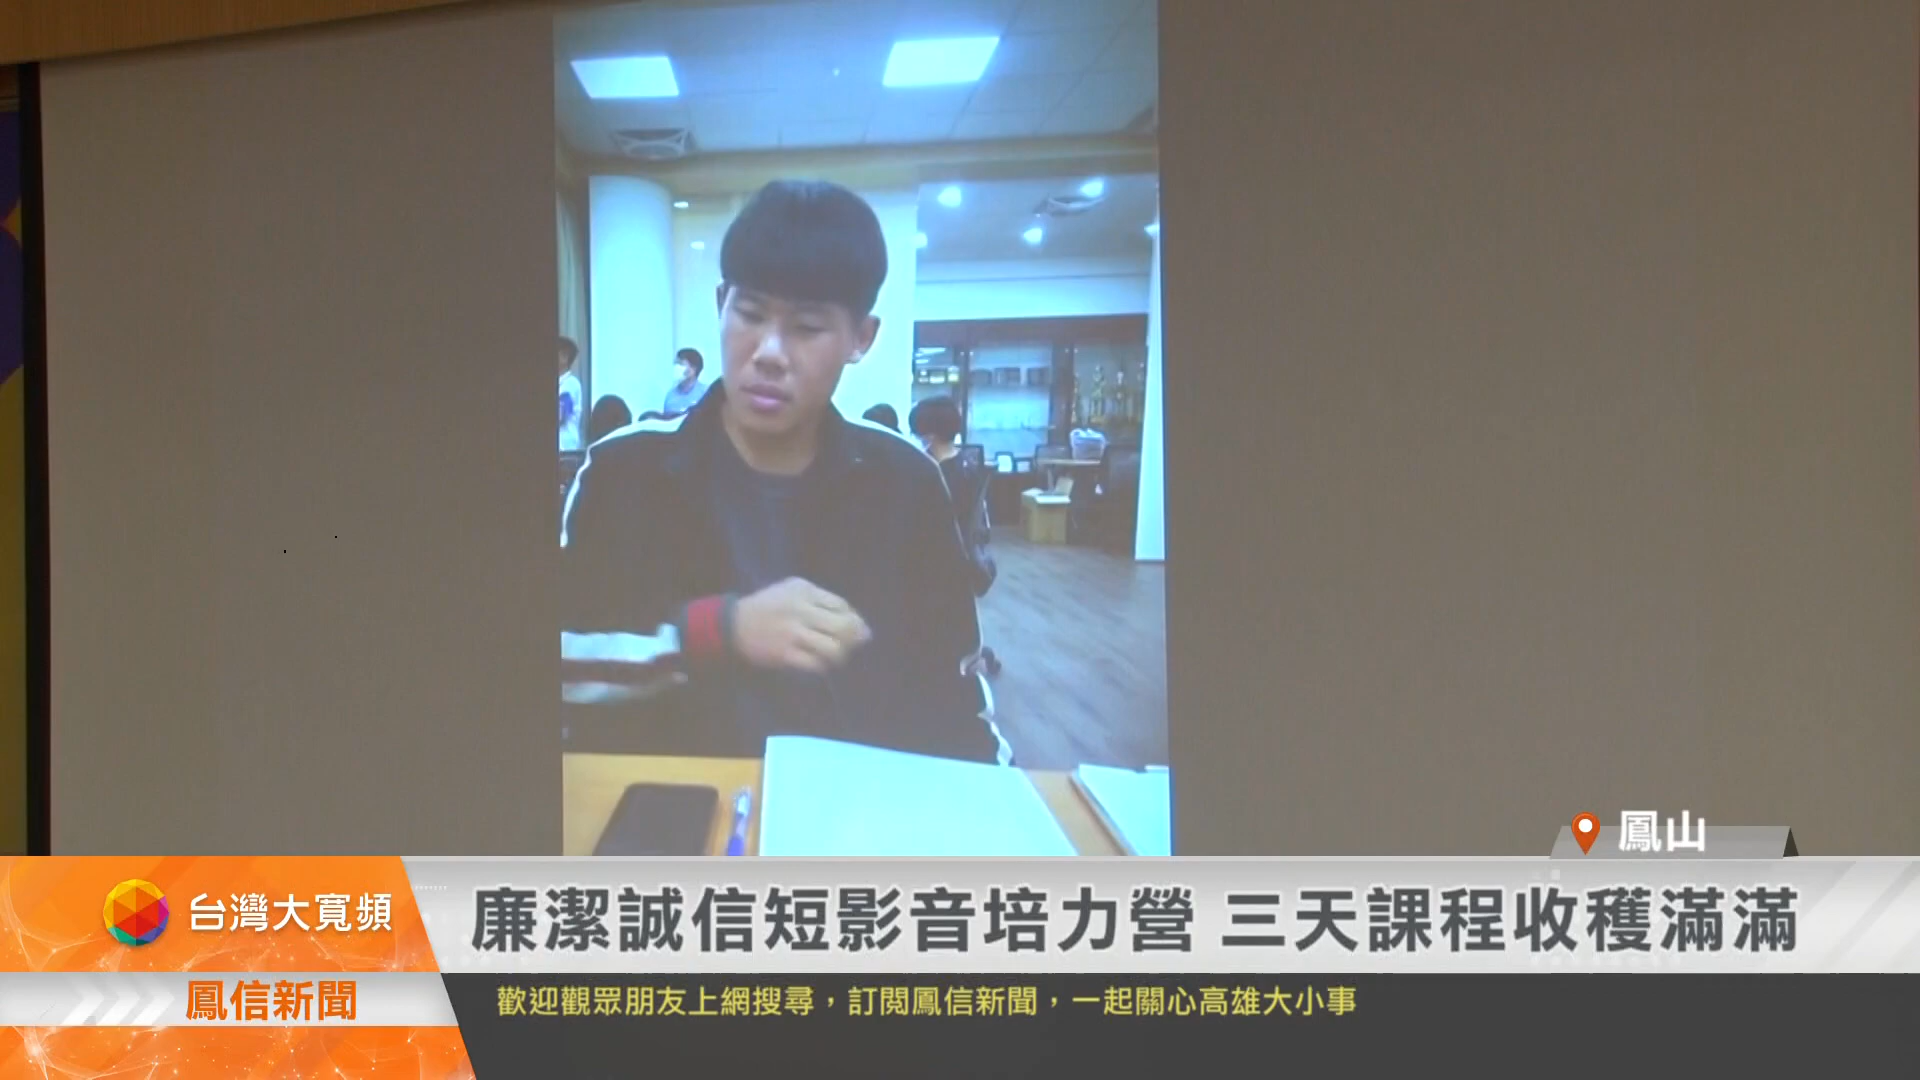 鳳山
台灣大寬頻
廉潔誠信短影音培力營 三天課程收穫滿滿
鳳信新聞
歡迎觀眾朋友上網搜尋，訂閱鳳信新聞，一起關心高雄大小事